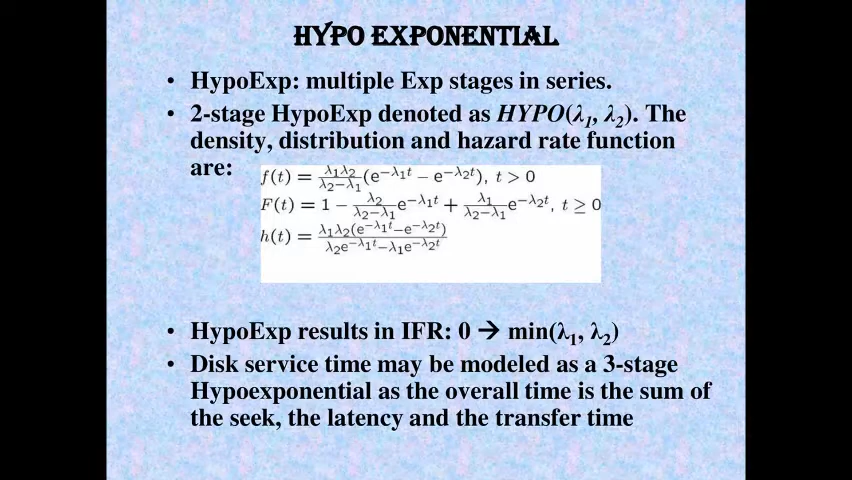 HYPO EXPONENTIAL
• HypoExp: multiple Exp stages in series.
• 2-stage HypoExp denoted as HYPO(λ₁, λ₂). The
density, distribution and hazard rate function
are:
f(t) = λ₁λ₂/(λ₂−λ₁) (e^{−λ₁t} − e^{−λ₂t}), t > 0
F(t) = 1 − λ₂/(λ₂−λ₁) e^{−λ₁t} + λ₁/(λ₂−λ₁) e^{−λ₂t}, t ≥ 0
h(t) = λ₁λ₂(e^{−λ₁t}−e^{−λ₂t})/(λ₂e^{−λ₁t}−λ₁e^{−λ₂t})
• HypoExp results in IFR: 0 → min(λ₁, λ₂)
• Disk service time may be modeled as a 3-stage
Hypoexponential as the overall time is the sum of
the seek, the latency and the transfer time